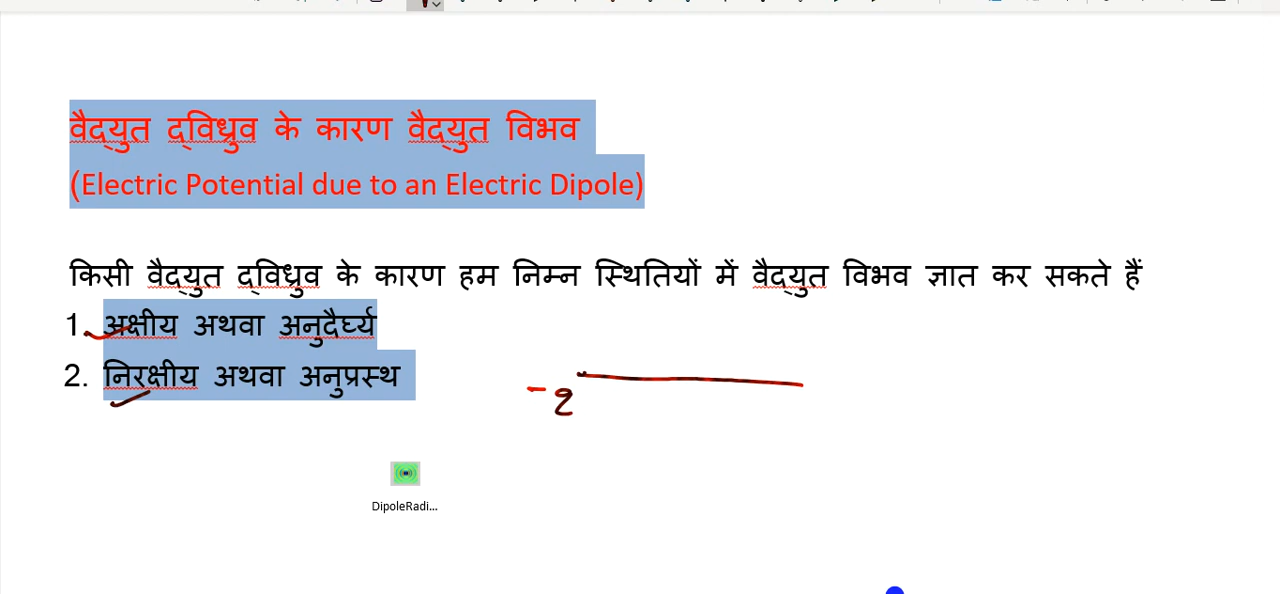 वैद्युत द्विध्रुव के कारण वैद्युत विभव
(Electric Potential due to an Electric Dipole)
किसी वैद्युत द्विध्रुव के कारण हम निम्न स्थितियों में वैद्युत विभव ज्ञात कर सकते हैं
1. अक्षीय अथवा अनुदैर्घ्य
2. निरक्षीय अथवा अनुप्रस्थ
-q
DipoleRadi...